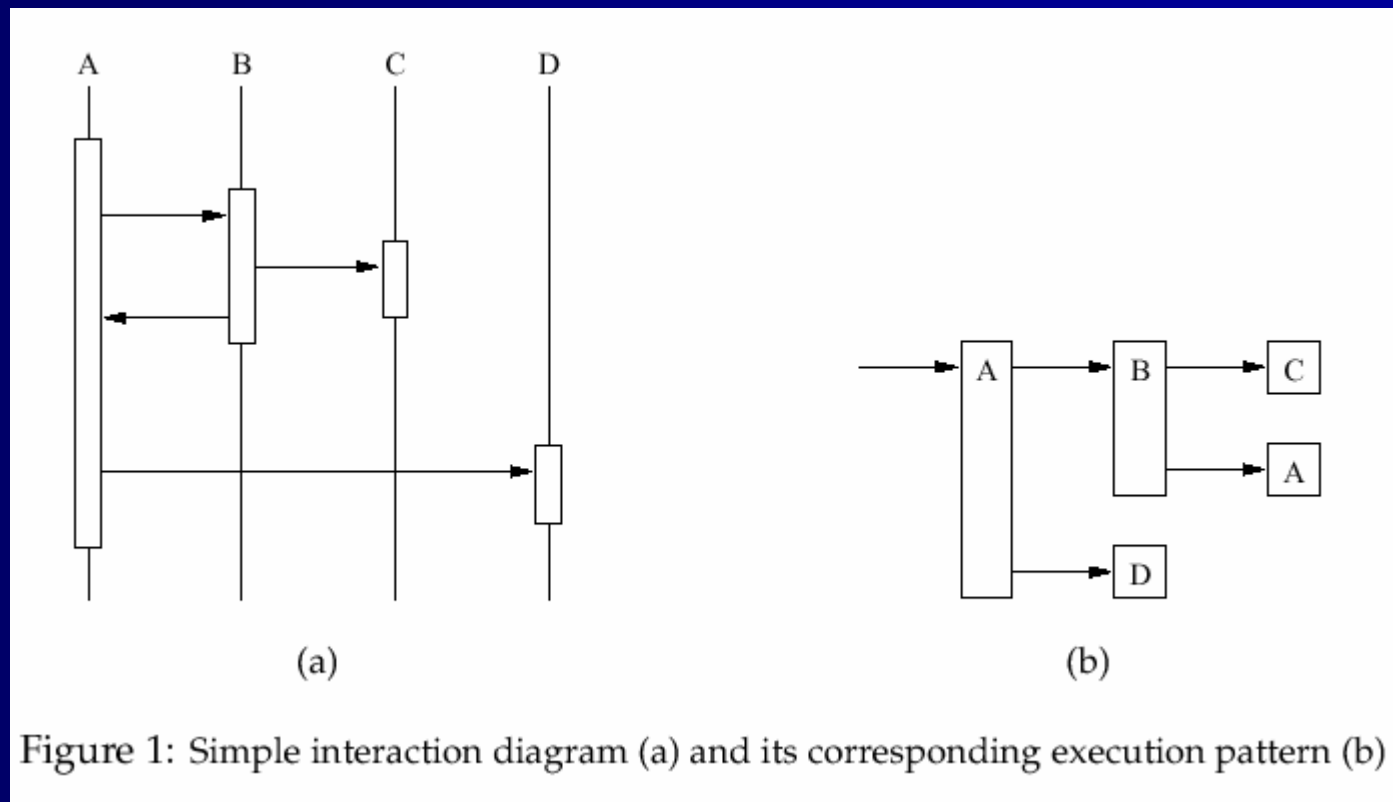 A B C D
A B C
A
D
(a) (b)
Figure 1: Simple interaction diagram (a) and its corresponding execution pattern (b)